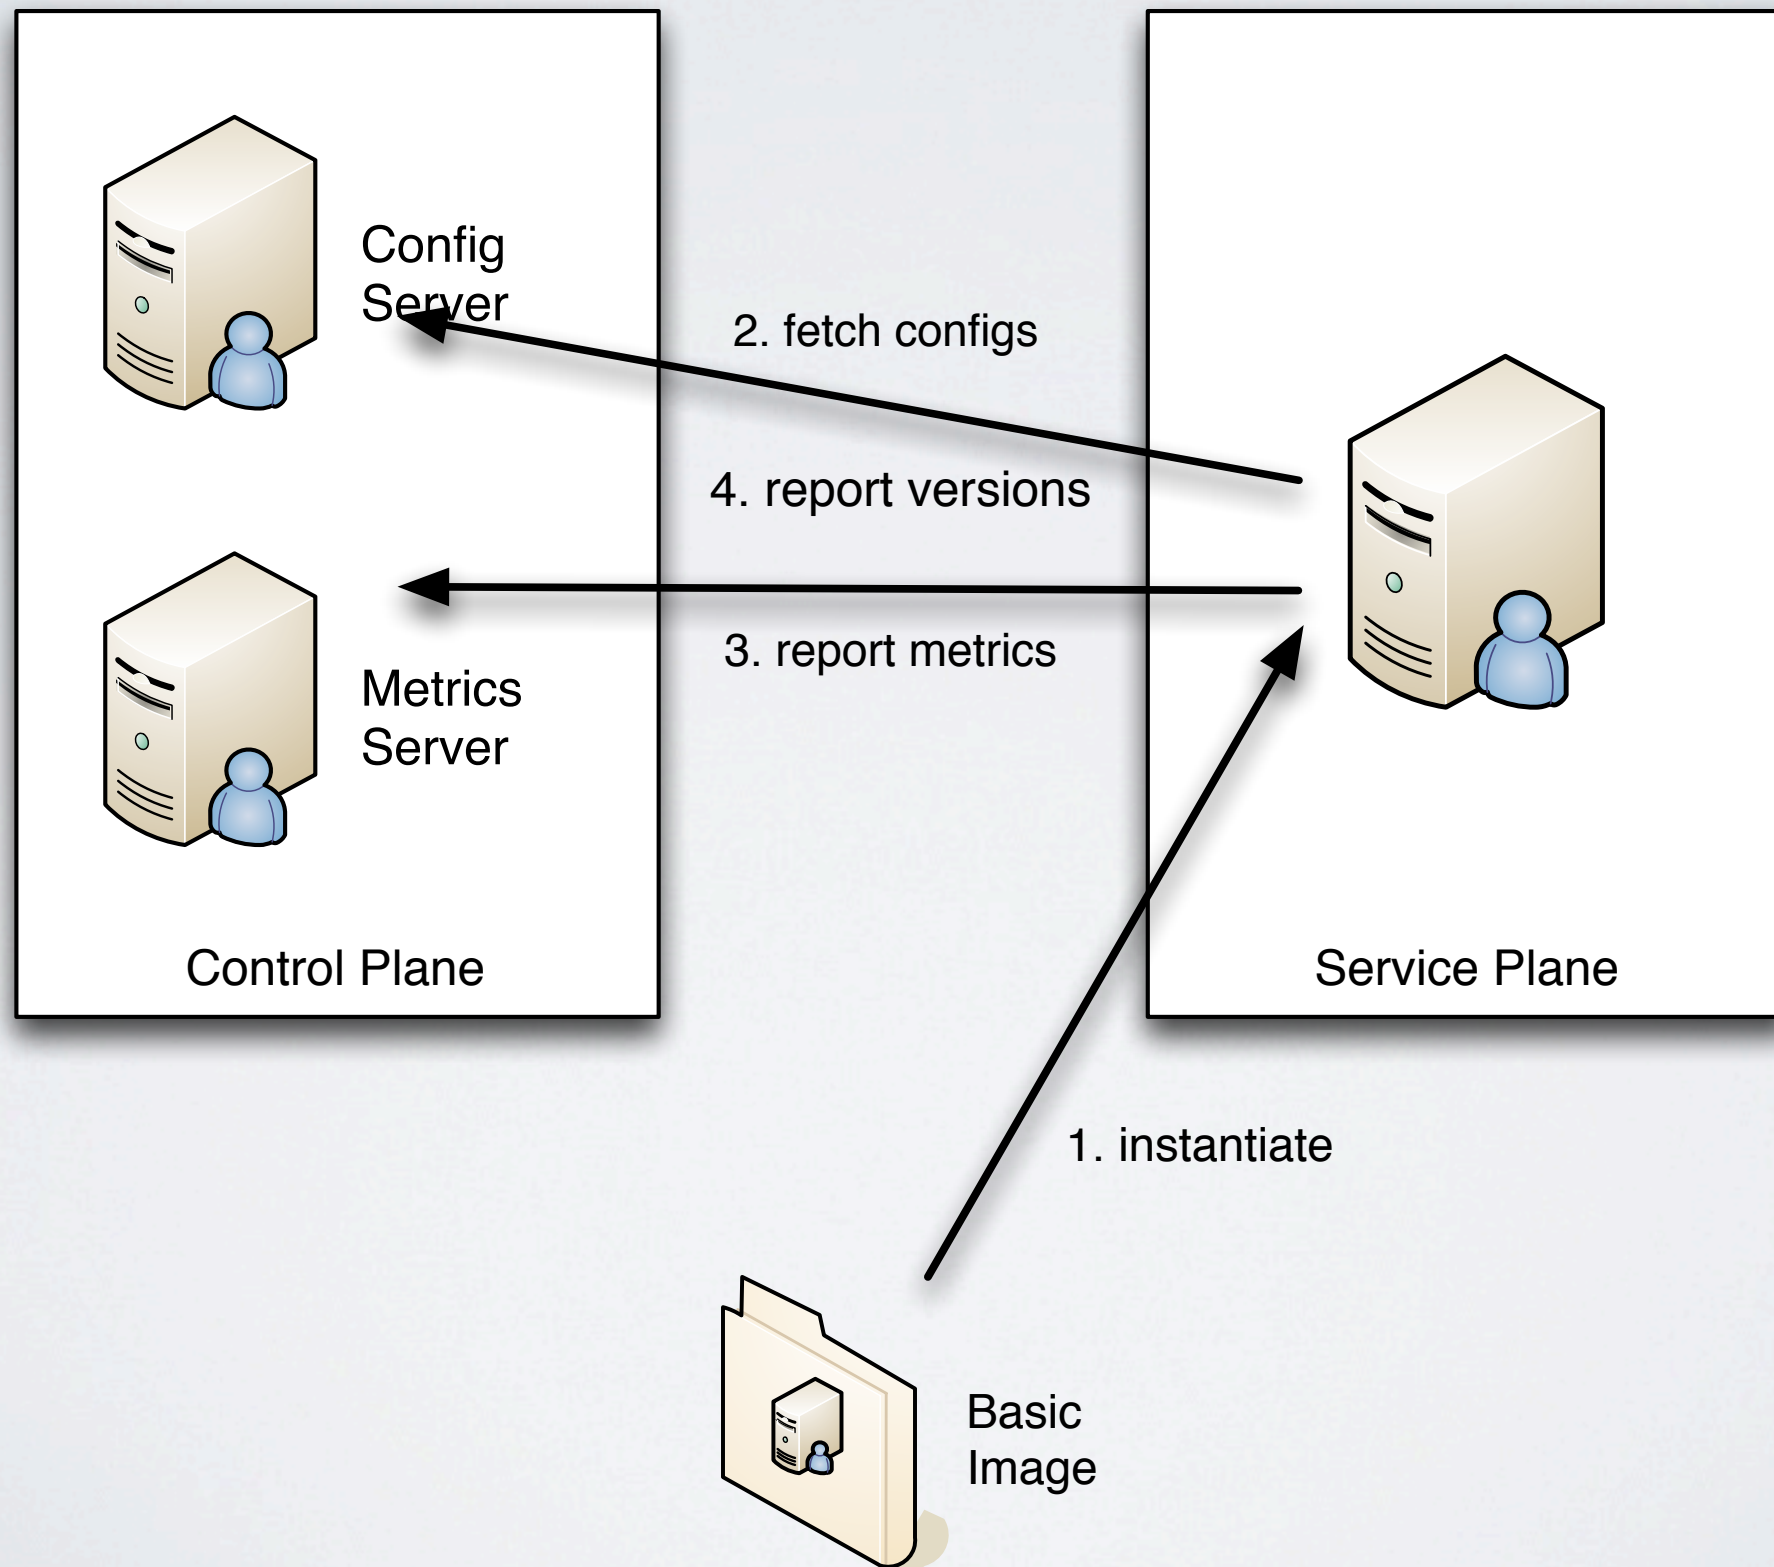 Config
Server
2. fetch configs
4. report versions
3. report metrics
Metrics
Server
Control Plane
Service Plane
1. instantiate
Basic
Image